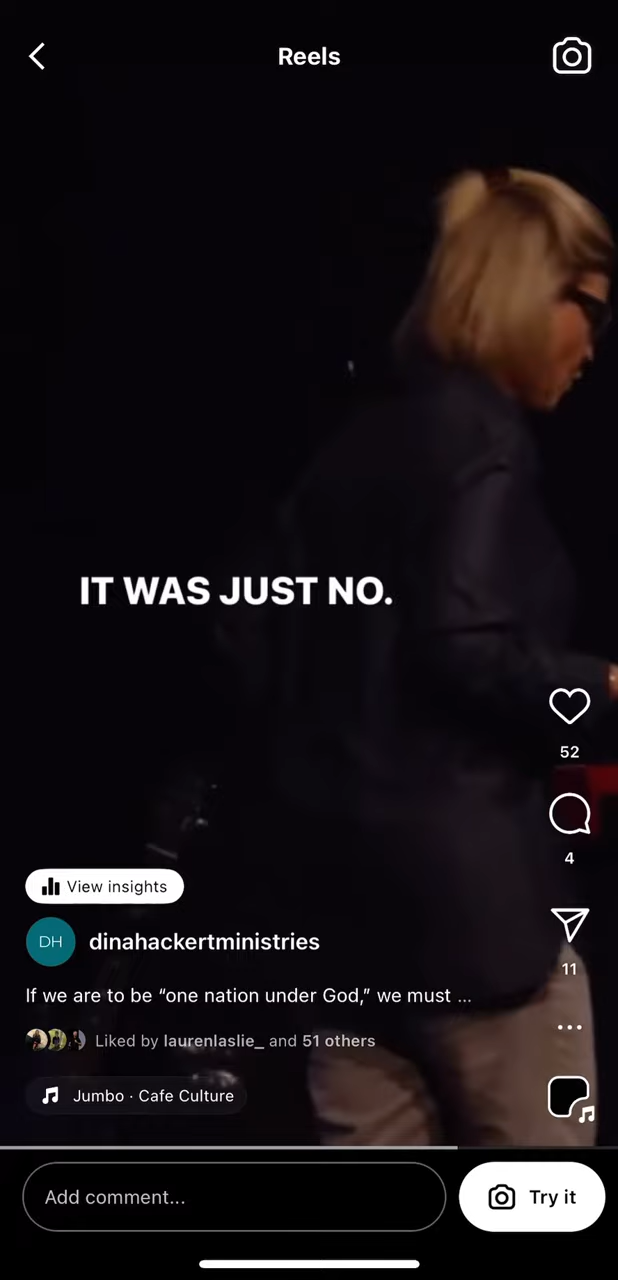 Reels
IT WAS JUST NO.
52
4
View insights
DH
dinahackertministries
11
If we are to be “one nation under God,” we must ...
Liked by laurenlaslie_ and 51 others
Jumbo · Cafe Culture
Add comment...
Try it